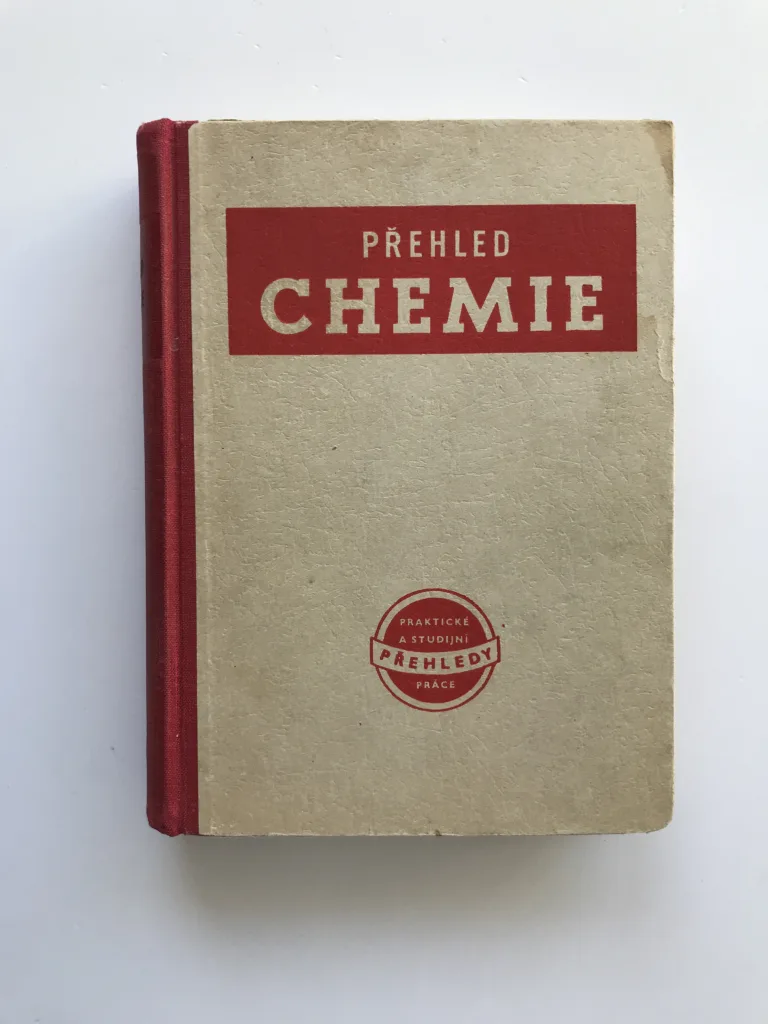 PŘEHLED
CHEMIE
PRAKTICKÉ
A STUDIJNÍ
PŘEHLEDY
PRÁCE